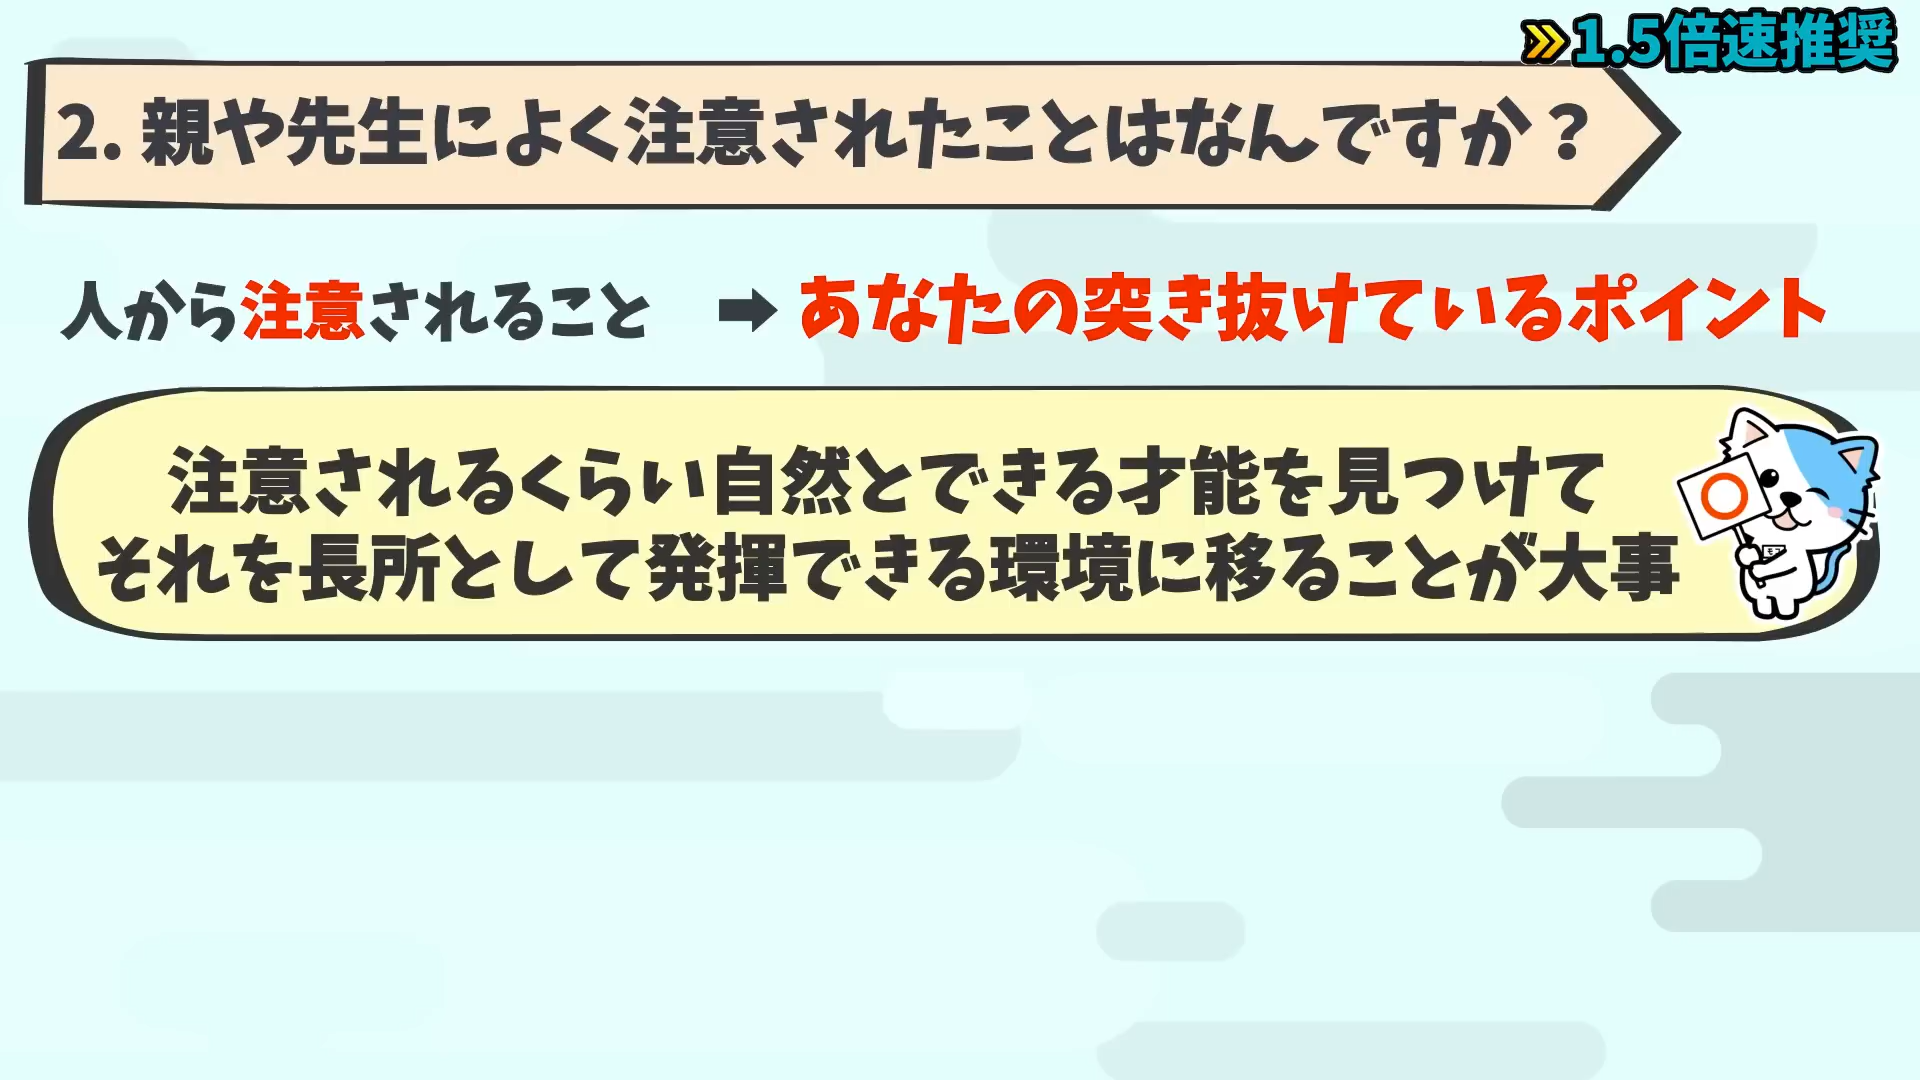 1.5倍速推奨
2. 親や先生によく注意されたことはなんですか？
人から注意されること ➡ あなたの突き抜けているポイント
注意されるくらい自然とできる才能を見つけて
それを長所として発揮できる環境に移ることが大事